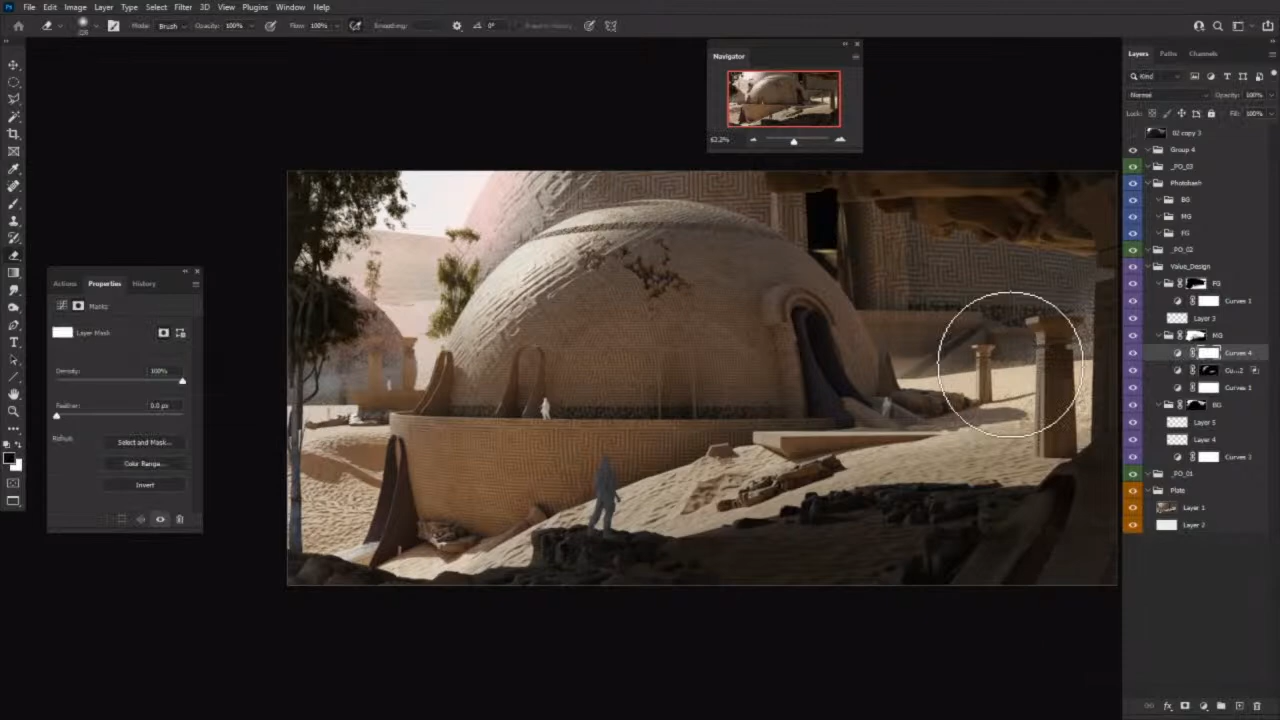 Ps File Edit Image Layer Type Select Filter 3D View Plugins Window Help
Mode: Brush Opacity: 100% Flow: 100% Smoothing: 0°
Navigator
62.2%
Layers Paths Channels
Kind
Normal Opacity: 100%
Lock: Fill: 100%
02 copy 3
Group 4
_PO_03
Photobash
BG
MG
FG
_PO_02
Value_Design
FG
Curves 1
Layer 3
MG
Curves 4
Cu...2
Curves 1
BG
Layer 5
Layer 4
Curves 3
_PO_01
Plate
Layer 1
Layer 2
Actions Properties History
Masks
Layer Mask
Density: 100%
Feather: 0.0 px
Refine:
Select and Mask...
Color Range...
Invert